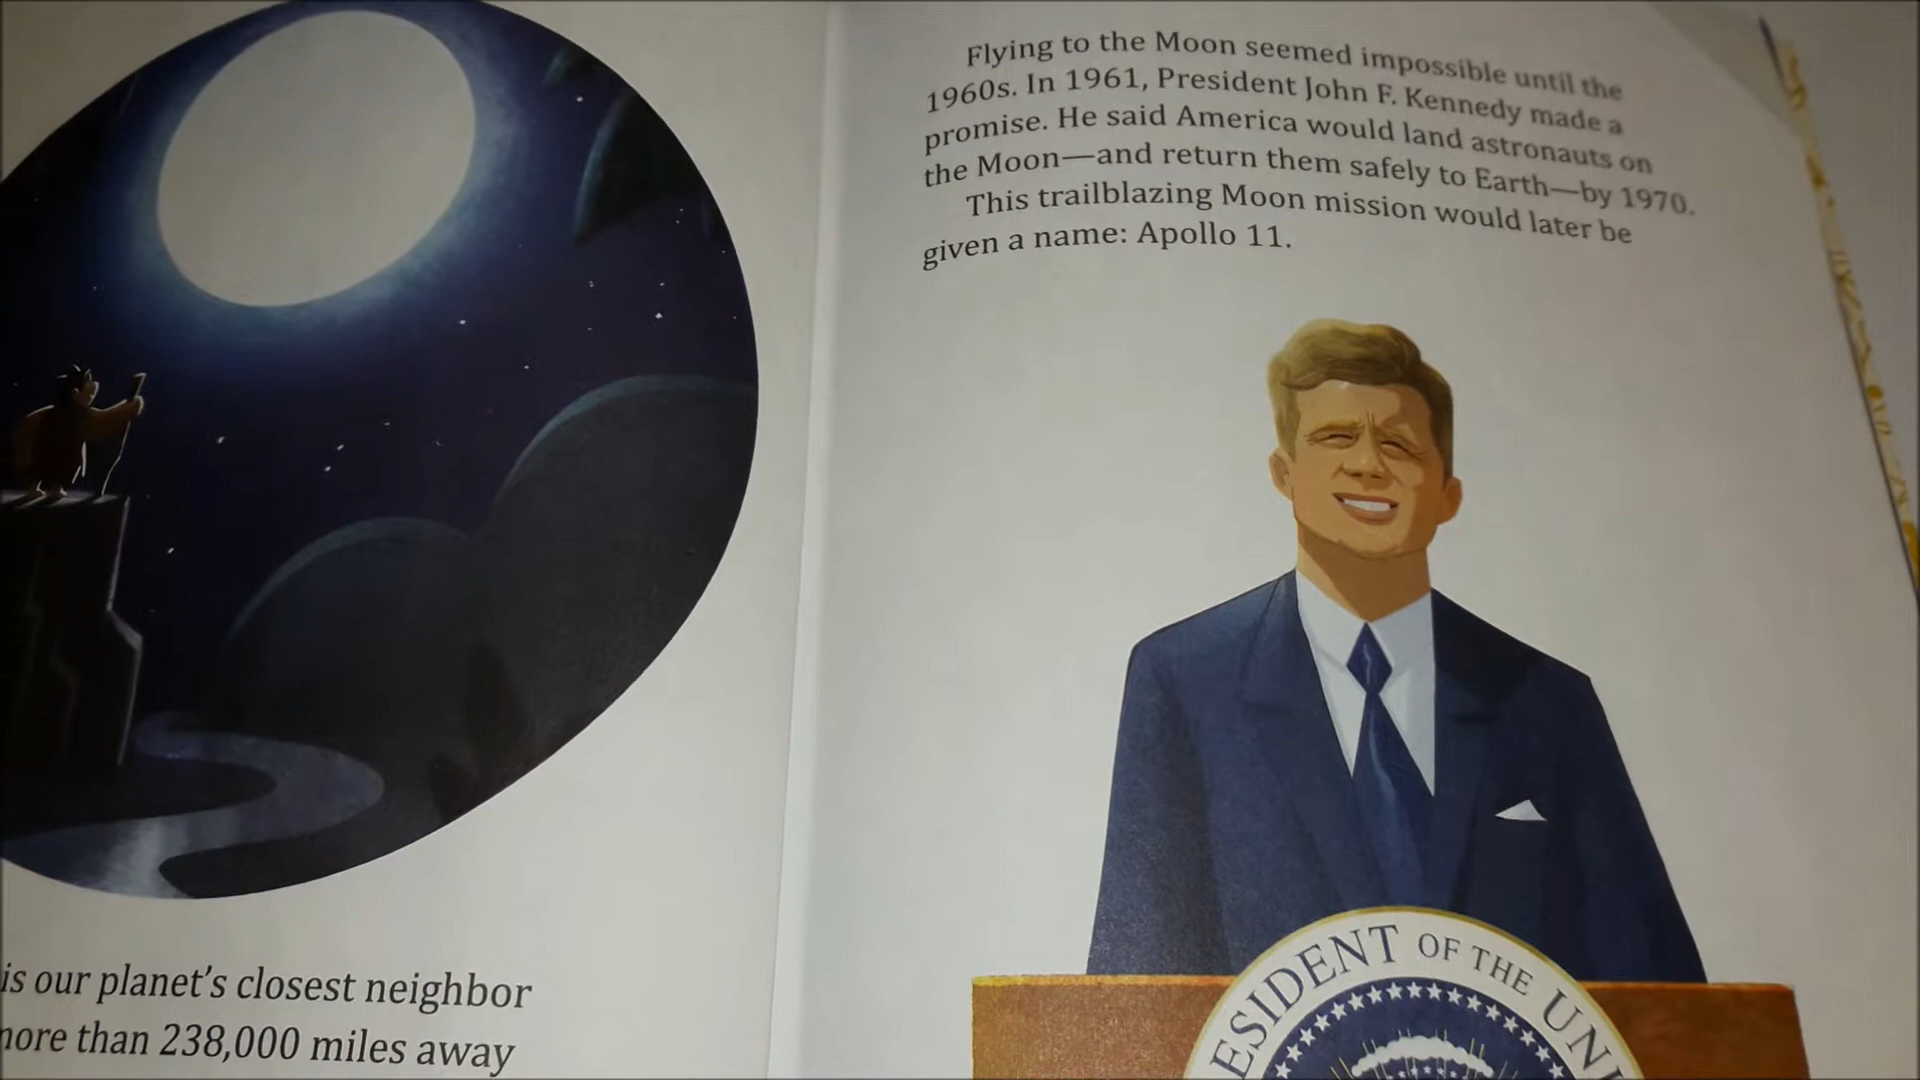 is our planet's closest neighbor
more than 238,000 miles away
Flying to the Moon seemed impossible until the
1960s. In 1961, President John F. Kennedy made a
promise. He said America would land astronauts on
the Moon—and return them safely to Earth—by 1970.
This trailblazing Moon mission would later be
given a name: Apollo 11.
ESIDENT OF THE UNI